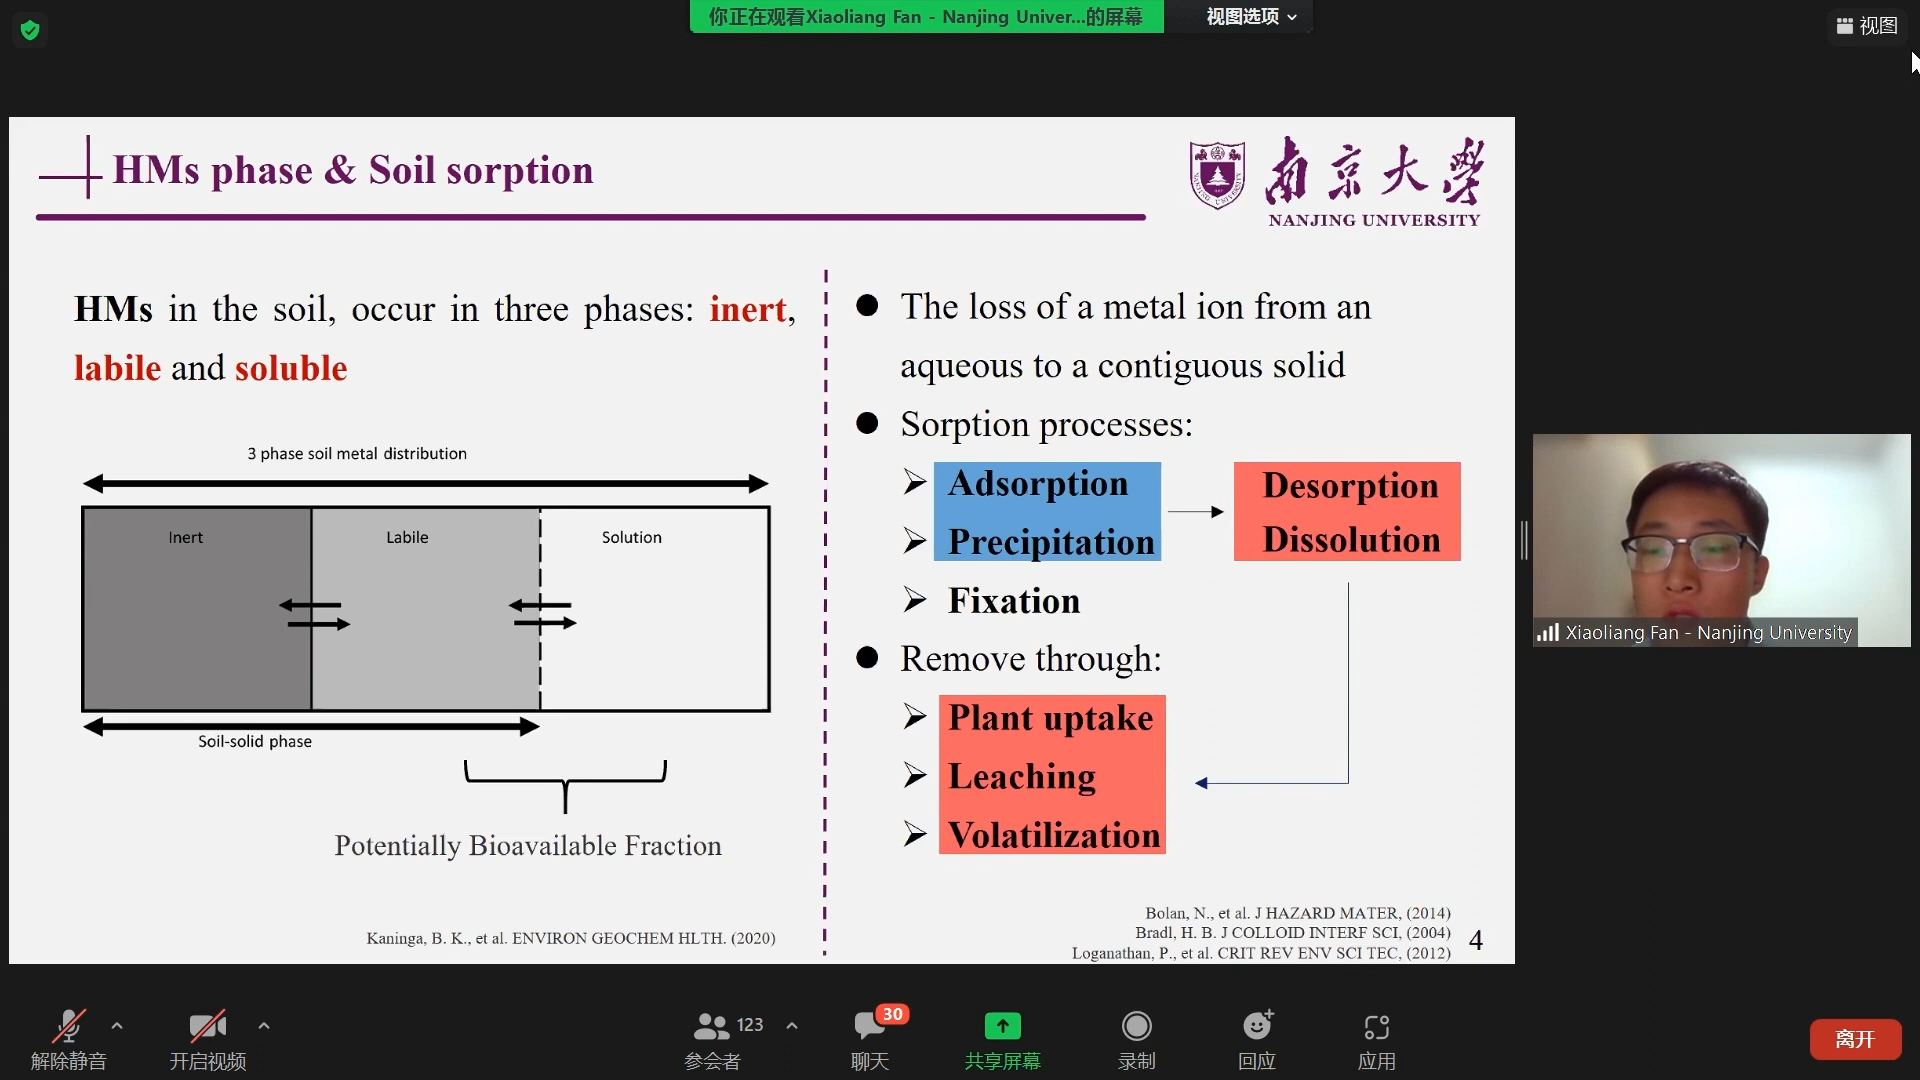 你正在观看Xiaoliang Fan - Nanjing Univer...的屏幕
视图选项
视图
HMs phase & Soil sorption
南京大學
NANJING UNIVERSITY
HMs in the soil, occur in three phases: inert,
labile and soluble
3 phase soil metal distribution
Inert
Labile
Solution
Soil-solid phase
Potentially Bioavailable Fraction
Kaninga, B. K., et al. ENVIRON GEOCHEM HLTH. (2020)
The loss of a metal ion from an
aqueous to a contiguous solid
Sorption processes:
Adsorption
Precipitation
Fixation
Desorption
Dissolution
Remove through:
Plant uptake
Leaching
Volatilization
Bolan, N., et al. J HAZARD MATER, (2014)
Bradl, H. B. J COLLOID INTERF SCI, (2004)
Loganathan, P., et al. CRIT REV ENV SCI TEC, (2012)
4
Xiaoliang Fan - Nanjing University
解除静音
开启视频
123
参会者
30
聊天
共享屏幕
录制
回应
应用
离开